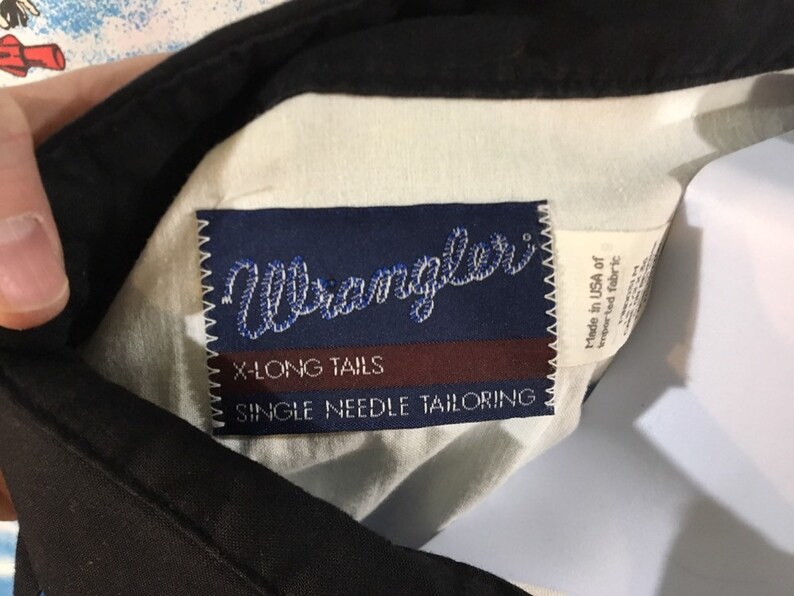 Wrangler®
X-LONG TAILS
SINGLE NEEDLE TAILORING
Made in USA of
imported fabric